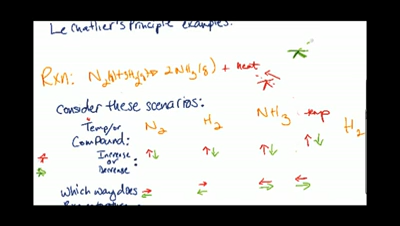 Le Chatlier's Principle examples.
Rxn: N2(g)+3H2(g)⇌ 2NH3(g) + heat
Consider these scenarios:
Temp/or N2 H2 NH3 temp H2
Compound:
Increase ↑↓ ↑↓ ↑↓ ↑↓
or
Decrease:
which way does ⇄ ⇄ ⇄ ⇄